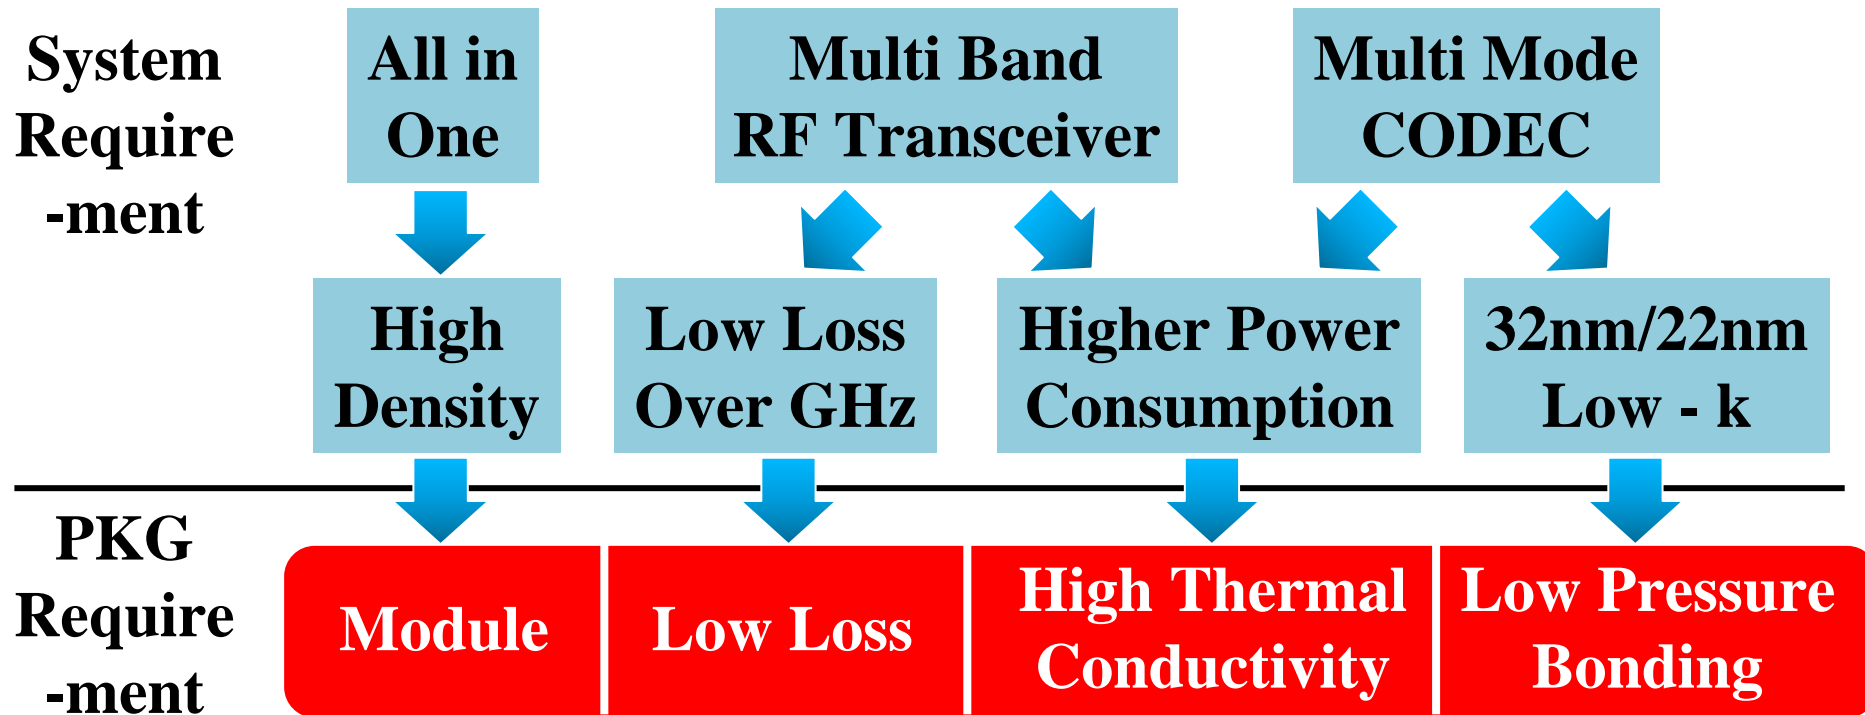 System
Require
-ment
All in
One
Multi Band
RF Transceiver
Multi Mode
CODEC
High
Density
Low Loss
Over GHz
Higher Power
Consumption
32nm/22nm
Low - k
PKG
Require
-ment
Module
Low Loss
High Thermal
Conductivity
Low Pressure
Bonding